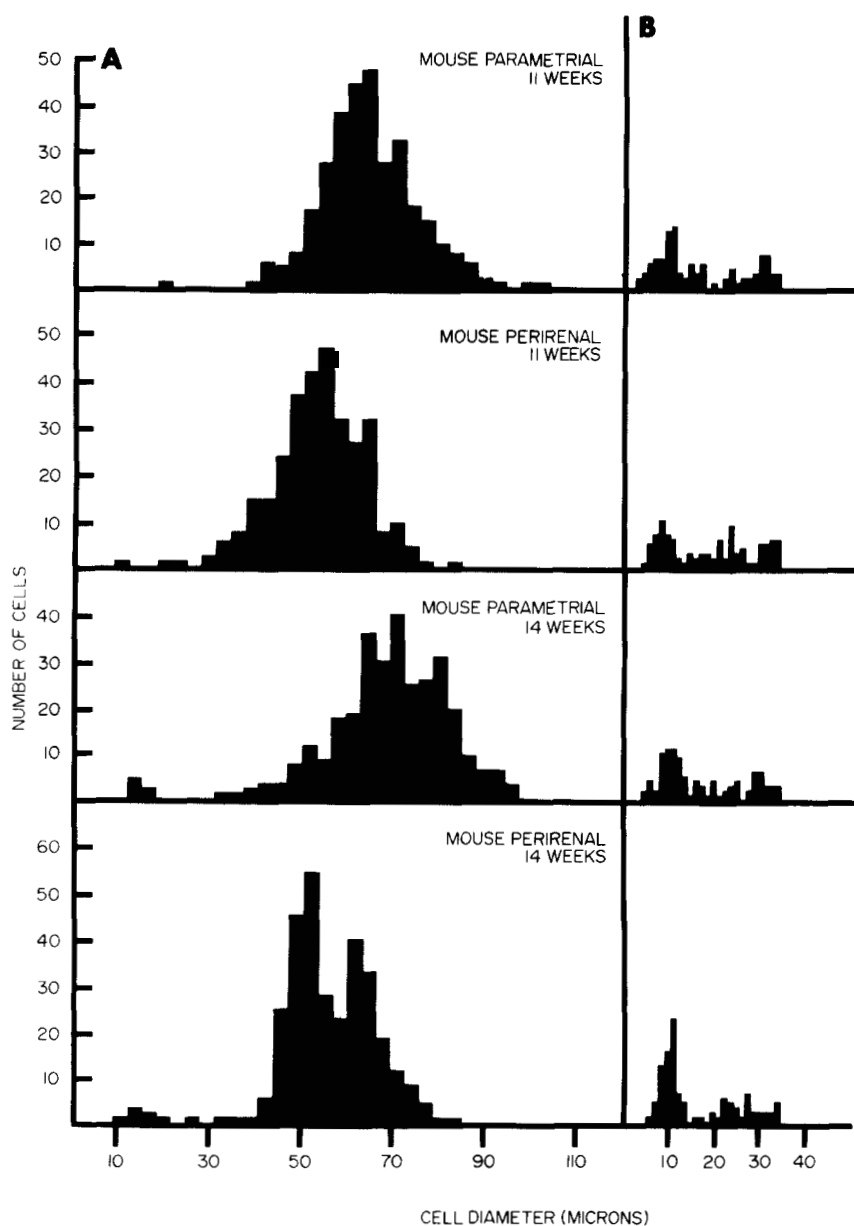 A
B
MOUSE PARAMETRIAL
11 WEEKS
50
40
30
20
10
MOUSE PERIRENAL
11 WEEKS
50
40
30
20
10
MOUSE PARAMETRIAL
14 WEEKS
40
30
20
10
MOUSE PERIRENAL
14 WEEKS
60
50
40
30
20
10
NUMBER OF CELLS
10 30 50 70 90 110 10 20 30 40
CELL DIAMETER (MICRONS)